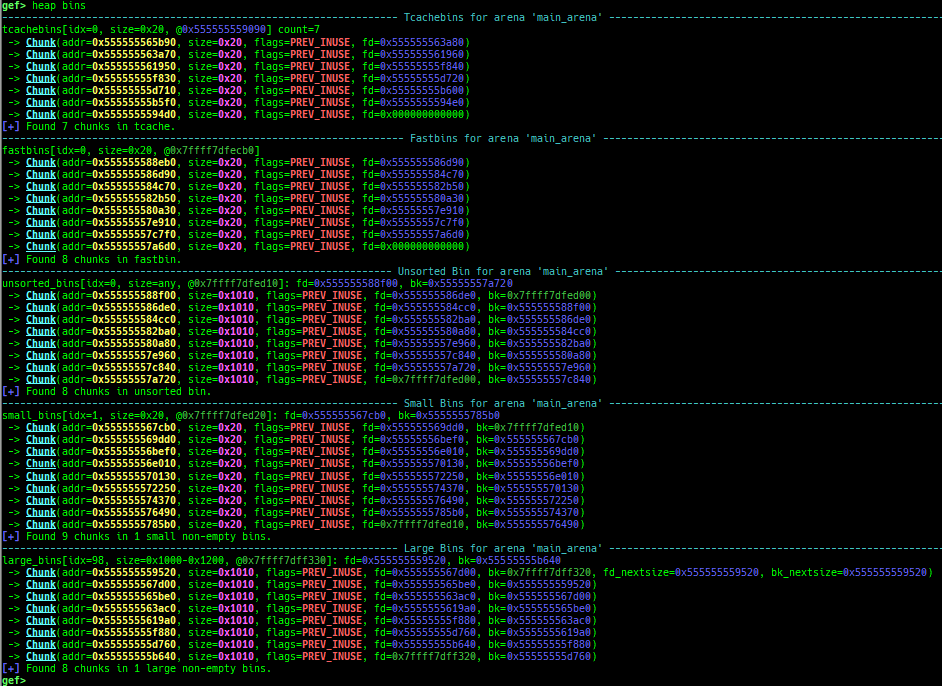 gef> heap bins
-------------------------------------------------------------------- Tcachebins for arena 'main_arena' --------------------------------------------------------------------
tcachebins[idx=0, size=0x20, @0x555555559090] count=7
 -> Chunk(addr=0x555555565b90, size=0x20, flags=PREV_INUSE, fd=0x555555563a80)
 -> Chunk(addr=0x555555563a70, size=0x20, flags=PREV_INUSE, fd=0x555555561960)
 -> Chunk(addr=0x555555561950, size=0x20, flags=PREV_INUSE, fd=0x55555555f840)
 -> Chunk(addr=0x55555555f830, size=0x20, flags=PREV_INUSE, fd=0x55555555d720)
 -> Chunk(addr=0x55555555d710, size=0x20, flags=PREV_INUSE, fd=0x55555555b600)
 -> Chunk(addr=0x55555555b5f0, size=0x20, flags=PREV_INUSE, fd=0x5555555594e0)
 -> Chunk(addr=0x5555555594d0, size=0x20, flags=PREV_INUSE, fd=0x000000000000)
[+] Found 7 chunks in tcache.
-------------------------------------------------------------------- Fastbins for arena 'main_arena' --------------------------------------------------------------------
fastbins[idx=0, size=0x20, @0x7ffff7dfecb0]
 -> Chunk(addr=0x555555588eb0, size=0x20, flags=PREV_INUSE, fd=0x555555586d90)
 -> Chunk(addr=0x555555586d90, size=0x20, flags=PREV_INUSE, fd=0x555555584c70)
 -> Chunk(addr=0x555555584c70, size=0x20, flags=PREV_INUSE, fd=0x555555582b50)
 -> Chunk(addr=0x555555582b50, size=0x20, flags=PREV_INUSE, fd=0x555555580a30)
 -> Chunk(addr=0x555555580a30, size=0x20, flags=PREV_INUSE, fd=0x55555557e910)
 -> Chunk(addr=0x55555557e910, size=0x20, flags=PREV_INUSE, fd=0x55555557c7f0)
 -> Chunk(addr=0x55555557c7f0, size=0x20, flags=PREV_INUSE, fd=0x55555557a6d0)
 -> Chunk(addr=0x55555557a6d0, size=0x20, flags=PREV_INUSE, fd=0x000000000000)
[+] Found 8 chunks in fastbin.
-------------------------------------------------------------------- Unsorted Bin for arena 'main_arena' --------------------------------------------------------------------
unsorted_bins[idx=0, size=any, @0x7ffff7dfed10]: fd=0x555555588f00, bk=0x55555557a720
 -> Chunk(addr=0x555555588f00, size=0x1010, flags=PREV_INUSE, fd=0x555555586de0, bk=0x7ffff7dfed00)
 -> Chunk(addr=0x555555586de0, size=0x1010, flags=PREV_INUSE, fd=0x555555584cc0, bk=0x555555588f00)
 -> Chunk(addr=0x555555584cc0, size=0x1010, flags=PREV_INUSE, fd=0x555555582ba0, bk=0x555555586de0)
 -> Chunk(addr=0x555555582ba0, size=0x1010, flags=PREV_INUSE, fd=0x555555580a80, bk=0x555555584cc0)
 -> Chunk(addr=0x555555580a80, size=0x1010, flags=PREV_INUSE, fd=0x55555557e960, bk=0x555555582ba0)
 -> Chunk(addr=0x55555557e960, size=0x1010, flags=PREV_INUSE, fd=0x55555557c840, bk=0x555555580a80)
 -> Chunk(addr=0x55555557c840, size=0x1010, flags=PREV_INUSE, fd=0x55555557a720, bk=0x55555557e960)
 -> Chunk(addr=0x55555557a720, size=0x1010, flags=PREV_INUSE, fd=0x7ffff7dfed00, bk=0x55555557c840)
[+] Found 8 chunks in unsorted bin.
-------------------------------------------------------------------- Small Bins for arena 'main_arena' --------------------------------------------------------------------
small_bins[idx=1, size=0x20, @0x7ffff7dfed20]: fd=0x555555567cb0, bk=0x5555555785b0
 -> Chunk(addr=0x555555567cb0, size=0x20, flags=PREV_INUSE, fd=0x555555569dd0, bk=0x7ffff7dfed10)
 -> Chunk(addr=0x555555569dd0, size=0x20, flags=PREV_INUSE, fd=0x55555556bef0, bk=0x555555567cb0)
 -> Chunk(addr=0x55555556bef0, size=0x20, flags=PREV_INUSE, fd=0x55555556e010, bk=0x555555569dd0)
 -> Chunk(addr=0x55555556e010, size=0x20, flags=PREV_INUSE, fd=0x555555570130, bk=0x55555556bef0)
 -> Chunk(addr=0x555555570130, size=0x20, flags=PREV_INUSE, fd=0x555555572250, bk=0x55555556e010)
 -> Chunk(addr=0x555555572250, size=0x20, flags=PREV_INUSE, fd=0x555555574370, bk=0x555555570130)
 -> Chunk(addr=0x555555574370, size=0x20, flags=PREV_INUSE, fd=0x555555576490, bk=0x555555572250)
 -> Chunk(addr=0x555555576490, size=0x20, flags=PREV_INUSE, fd=0x5555555785b0, bk=0x555555574370)
 -> Chunk(addr=0x5555555785b0, size=0x20, flags=PREV_INUSE, fd=0x7ffff7dfed10, bk=0x555555576490)
[+] Found 9 chunks in 1 small non-empty bins.
-------------------------------------------------------------------- Large Bins for arena 'main_arena' --------------------------------------------------------------------
large_bins[idx=98, size=0x1000-0x1200, @0x7ffff7dff330]: fd=0x555555559520, bk=0x55555555b640
 -> Chunk(addr=0x555555559520, size=0x1010, flags=PREV_INUSE, fd=0x555555567d00, bk=0x7ffff7dff320, fd_nextsize=0x555555559520, bk_nextsize=0x555555559520)
 -> Chunk(addr=0x555555567d00, size=0x1010, flags=PREV_INUSE, fd=0x555555565be0, bk=0x555555559520)
 -> Chunk(addr=0x555555565be0, size=0x1010, flags=PREV_INUSE, fd=0x555555563ac0, bk=0x555555567d00)
 -> Chunk(addr=0x555555563ac0, size=0x1010, flags=PREV_INUSE, fd=0x5555555619a0, bk=0x555555565be0)
 -> Chunk(addr=0x5555555619a0, size=0x1010, flags=PREV_INUSE, fd=0x55555555f880, bk=0x555555563ac0)
 -> Chunk(addr=0x55555555f880, size=0x1010, flags=PREV_INUSE, fd=0x55555555d760, bk=0x5555555619a0)
 -> Chunk(addr=0x55555555d760, size=0x1010, flags=PREV_INUSE, fd=0x55555555b640, bk=0x55555555f880)
 -> Chunk(addr=0x55555555b640, size=0x1010, flags=PREV_INUSE, fd=0x7ffff7dff320, bk=0x55555555d760)
[+] Found 8 chunks in 1 large non-empty bins.
gef>